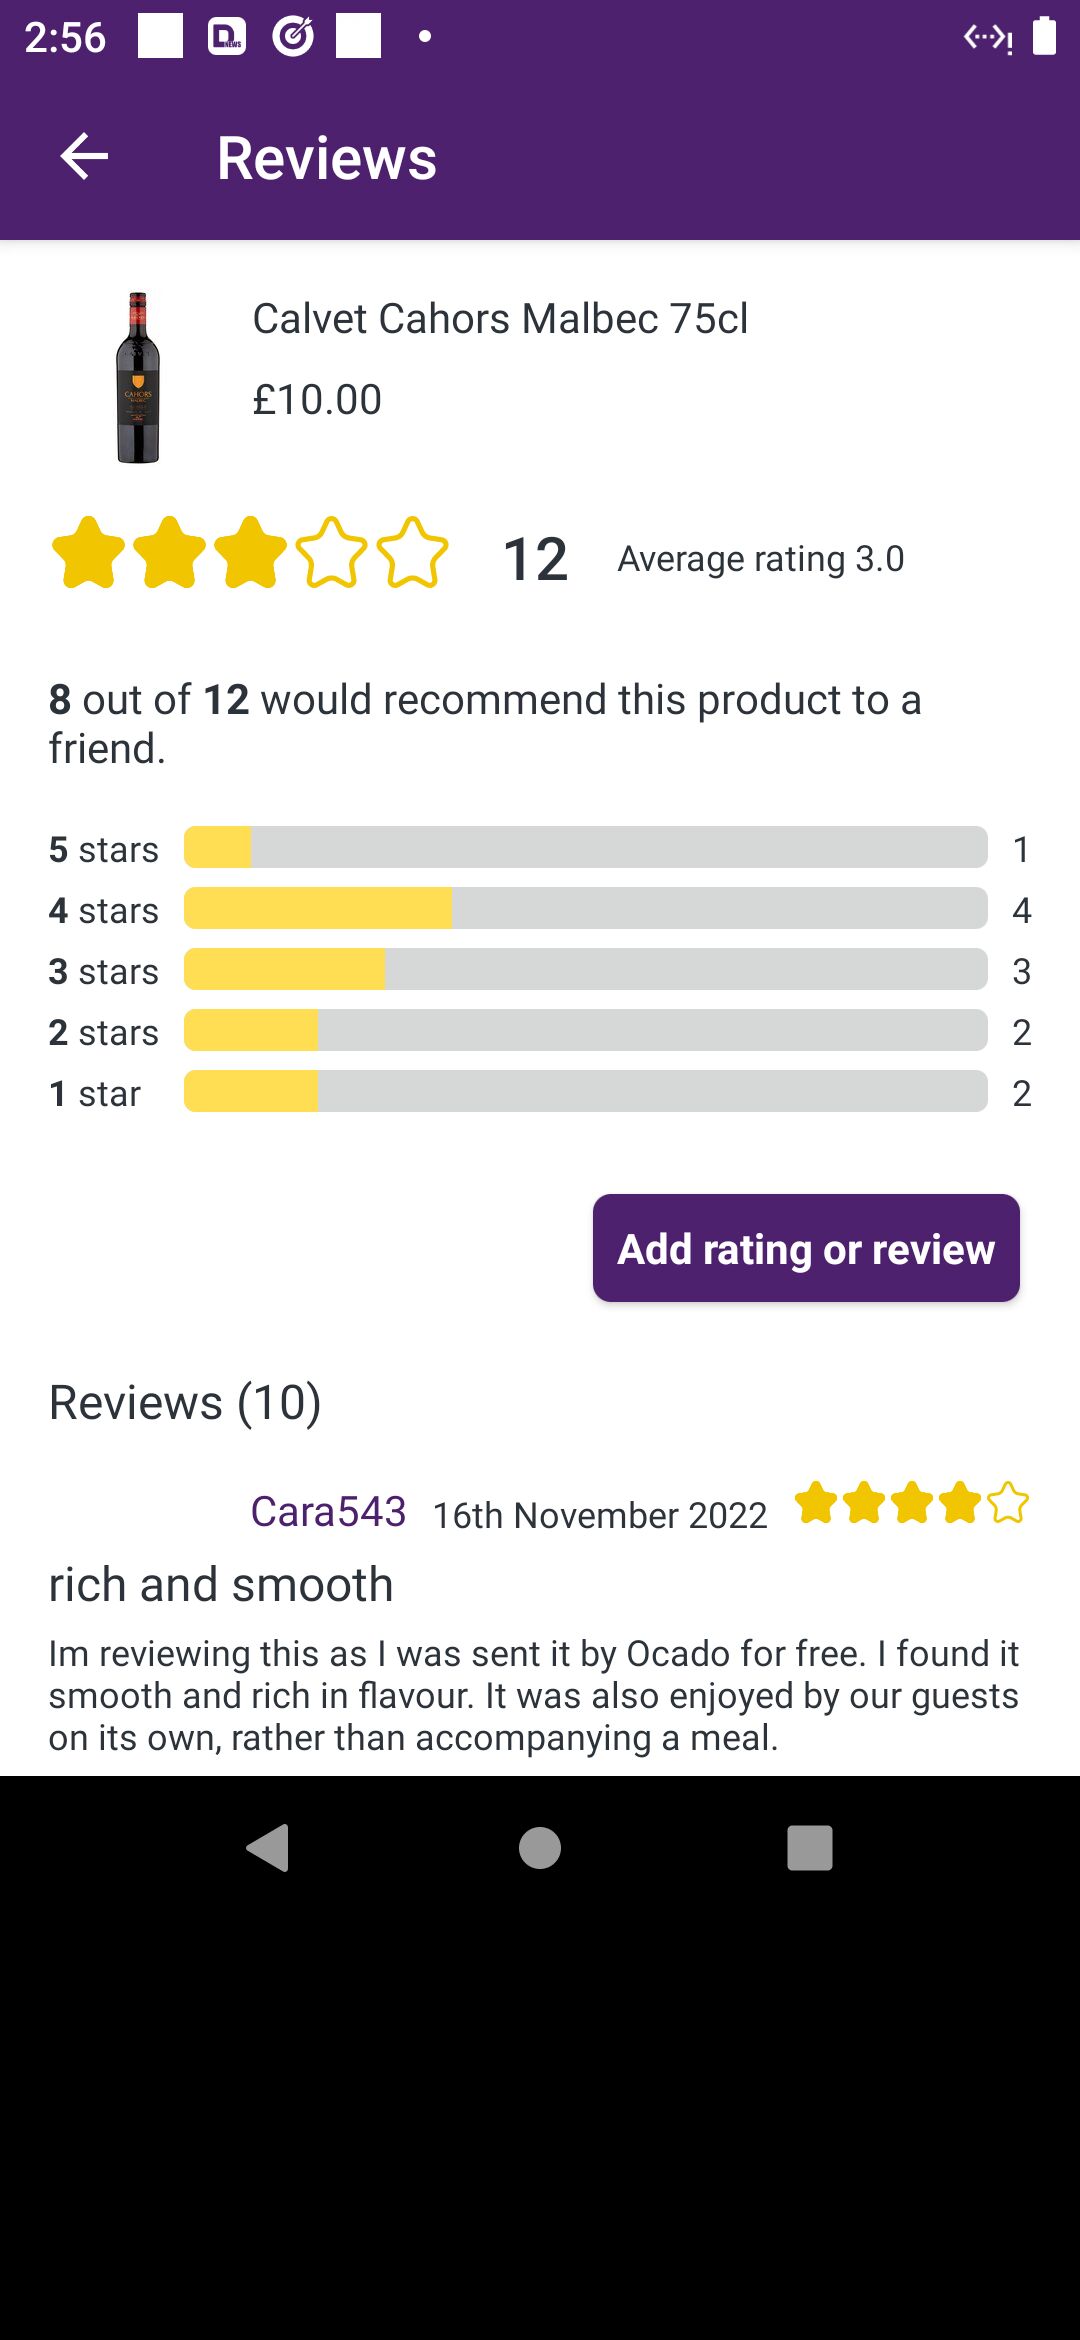 2:56
Reviews
Calvet Cahors Malbec 75cl
£10.00
CAHORS
12 Average rating 3.0
8 out of 12 would recommend this product to a
friend.
5 stars 1
4 stars 4
3 stars 3
2 stars 2
1 star 2
Add rating or review
Reviews (10)
Cara543 16th November 2022
rich and smooth
Im reviewing this as I was sent it by Ocado for free. I found it
smooth and rich in flavour. It was also enjoyed by our guests
on its own, rather than accompanying a meal.